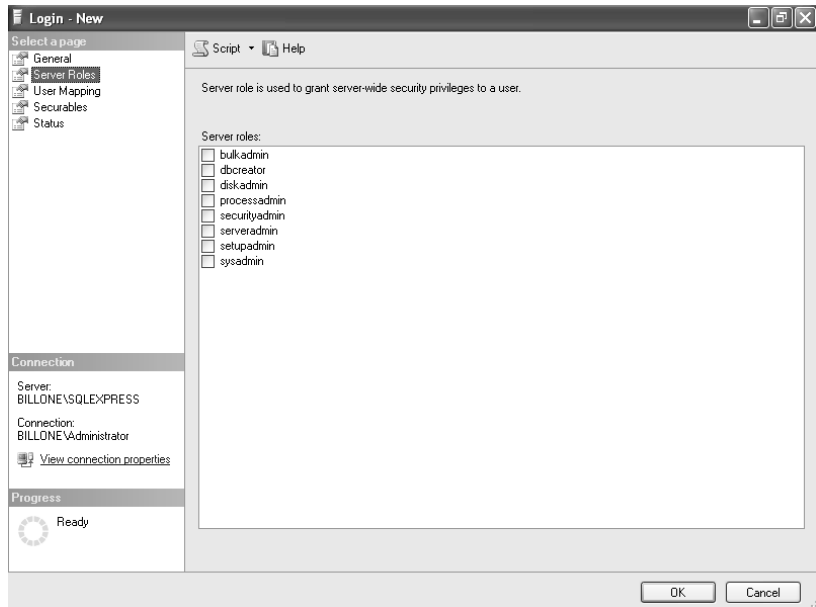 Login - New
Select a page
General
Server Roles
User Mapping
Securables
Status
Script
Help
Server role is used to grant server-wide security privileges to a user.
Server roles:
bulkadmin
dbcreator
diskadmin
processadmin
securityadmin
serveradmin
setupadmin
sysadmin
Connection
Server:
BILLONE\SQLEXPRESS
Connection:
BILLONE\Administrator
View connection properties
Progress
Ready
OK
Cancel